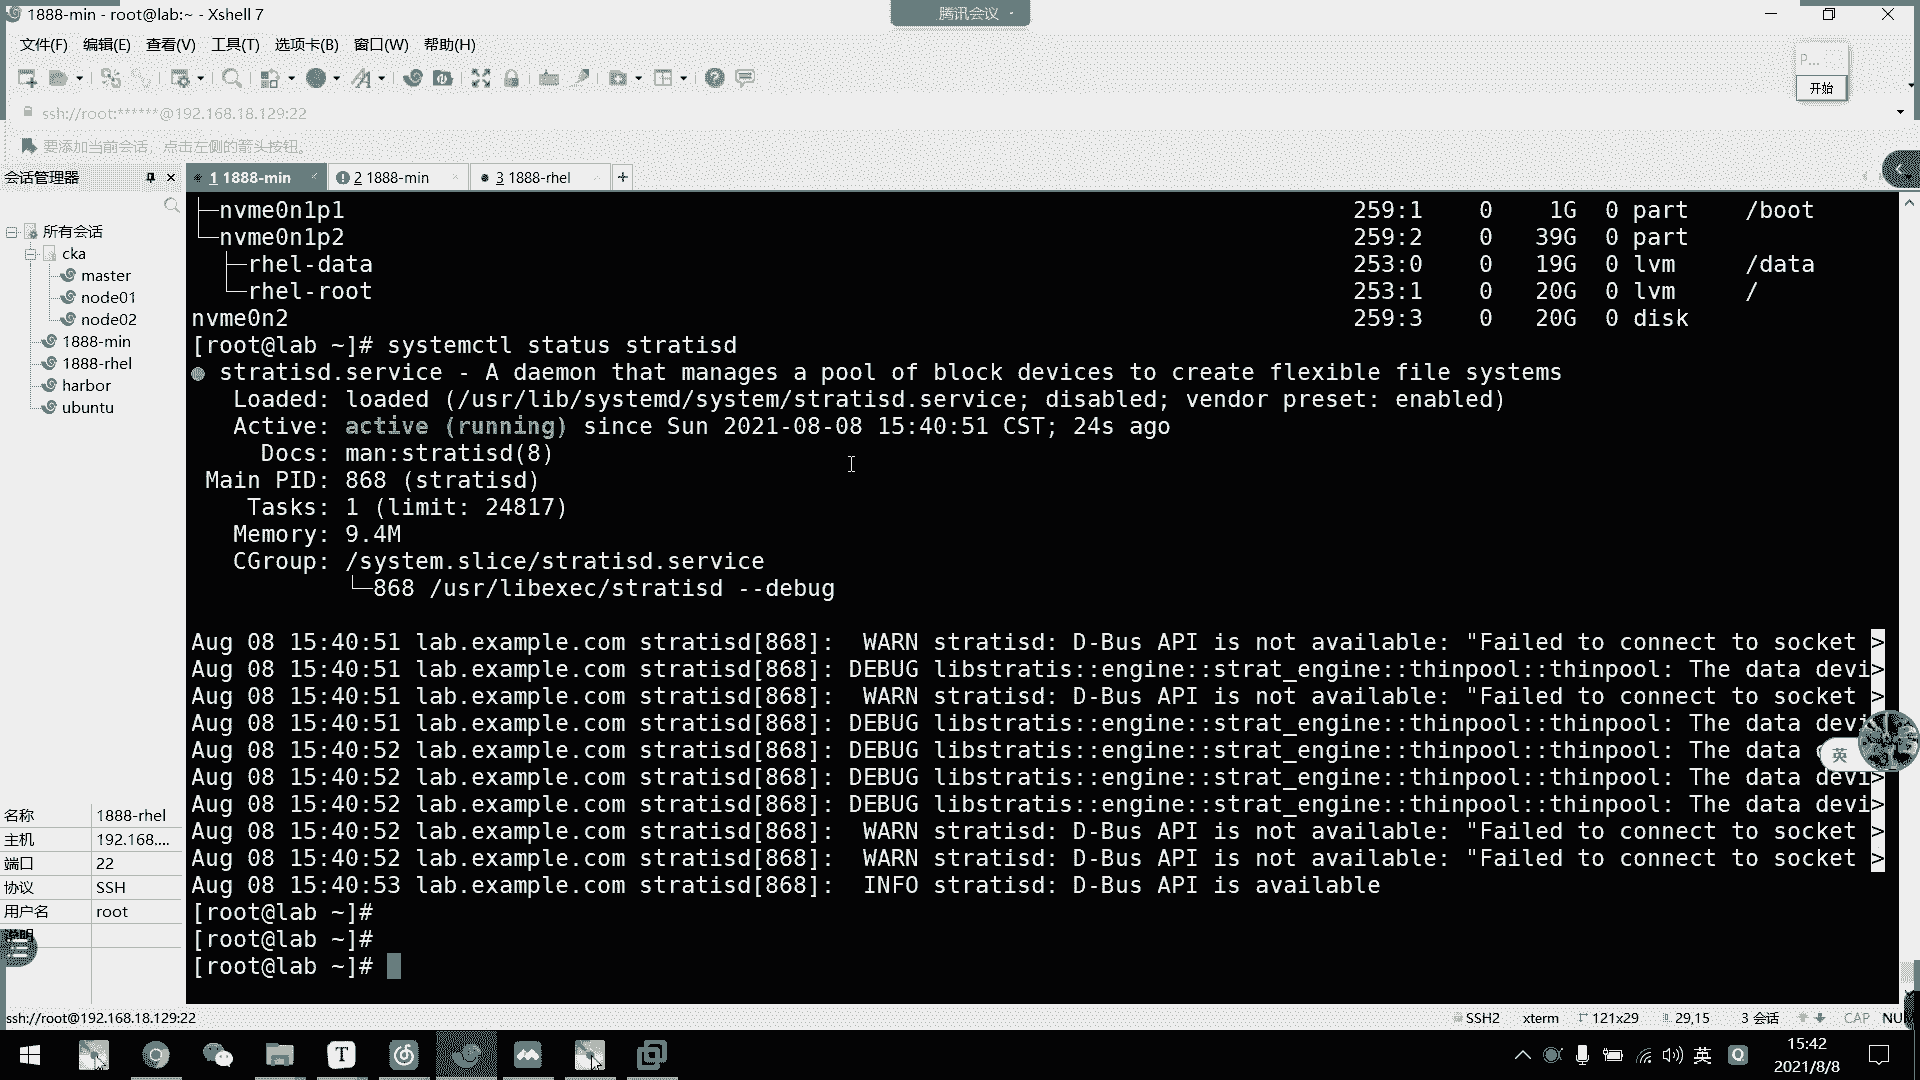 1888-min - root@lab:~ - Xshell 7
腾讯会议
文件(F) 编辑(E) 查看(V) 工具(T) 选项卡(B) 窗口(W) 帮助(H)
P...
开始
ssh://root:******@192.168.18.129:22
要添加当前会话，点击左侧的箭头按钮。
会话管理器
1 1888-min
2 1888-min
3 1888-rhel
所有会话
cka
master
node01
node02
1888-min
1888-rhel
harbor
ubuntu
├─nvme0n1p1 259:1 0 1G 0 part /boot
└─nvme0n1p2 259:2 0 39G 0 part
├─rhel-data 253:0 0 19G 0 lvm /data
└─rhel-root 253:1 0 20G 0 lvm /
nvme0n2 259:3 0 20G 0 disk
[root@lab ~]# systemctl status stratisd
● stratisd.service - A daemon that manages a pool of block devices to create flexible file systems
Loaded: loaded (/usr/lib/systemd/system/stratisd.service; disabled; vendor preset: enabled)
Active: active (running) since Sun 2021-08-08 15:40:51 CST; 24s ago
Docs: man:stratisd(8)
Main PID: 868 (stratisd)
Tasks: 1 (limit: 24817)
Memory: 9.4M
CGroup: /system.slice/stratisd.service
└─868 /usr/libexec/stratisd --debug
Aug 08 15:40:51 lab.example.com stratisd[868]:  WARN stratisd: D-Bus API is not available: "Failed to connect to socket >
Aug 08 15:40:51 lab.example.com stratisd[868]: DEBUG libstratis::engine::strat_engine::thinpool::thinpool: The data devi>
Aug 08 15:40:51 lab.example.com stratisd[868]:  WARN stratisd: D-Bus API is not available: "Failed to connect to socket >
Aug 08 15:40:51 lab.example.com stratisd[868]: DEBUG libstratis::engine::strat_engine::thinpool::thinpool: The data devi
Aug 08 15:40:52 lab.example.com stratisd[868]: DEBUG libstratis::engine::strat_engine::thinpool::thinpool: The data
Aug 08 15:40:52 lab.example.com stratisd[868]: DEBUG libstratis::engine::strat_engine::thinpool::thinpool: The data devi>
Aug 08 15:40:52 lab.example.com stratisd[868]: DEBUG libstratis::engine::strat_engine::thinpool::thinpool: The data devi>
Aug 08 15:40:52 lab.example.com stratisd[868]:  WARN stratisd: D-Bus API is not available: "Failed to connect to socket >
Aug 08 15:40:52 lab.example.com stratisd[868]:  WARN stratisd: D-Bus API is not available: "Failed to connect to socket >
Aug 08 15:40:53 lab.example.com stratisd[868]:  INFO stratisd: D-Bus API is available
[root@lab ~]#
[root@lab ~]#
[root@lab ~]#
英
名称 1888-rhel
主机 192.168....
端口 22
协议 SSH
用户名 root
说明
ssh://root@192.168.18.129:22
SSH2 xterm 121x29 29,15 3 会话 CAP NUM
英
15:42
2021/8/8